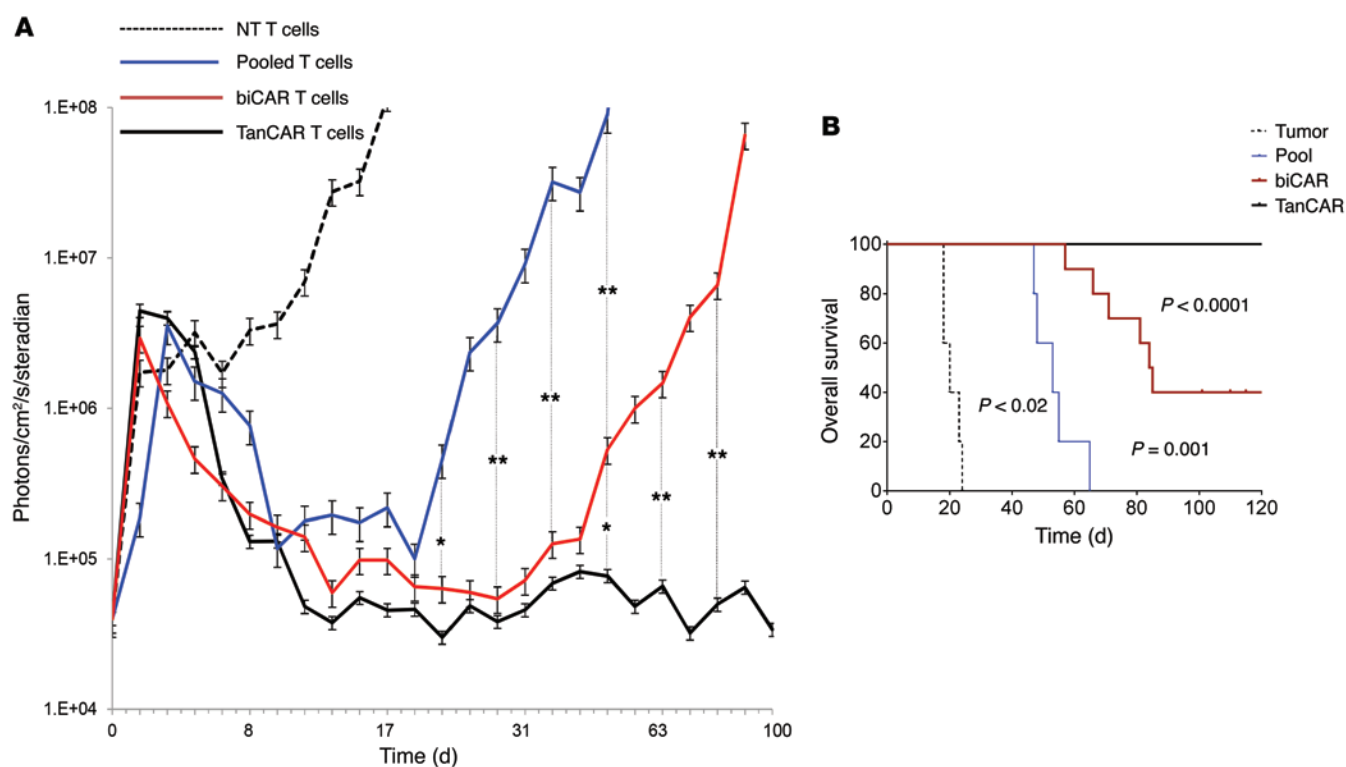 A
NT T cells
Pooled T cells
biCAR T cells
TanCAR T cells
1.E+08
1.E+07
1.E+06
1.E+05
1.E+04
Photons/cm²/s/steradian
**
**
**
*
*
**
**
0 8 17 31 63 100
Time (d)
B
Tumor
Pool
biCAR
TanCAR
100
80
60
40
20
0
Overall survival
P < 0.0001
P < 0.02
P = 0.001
0 20 40 60 80 100 120
Time (d)